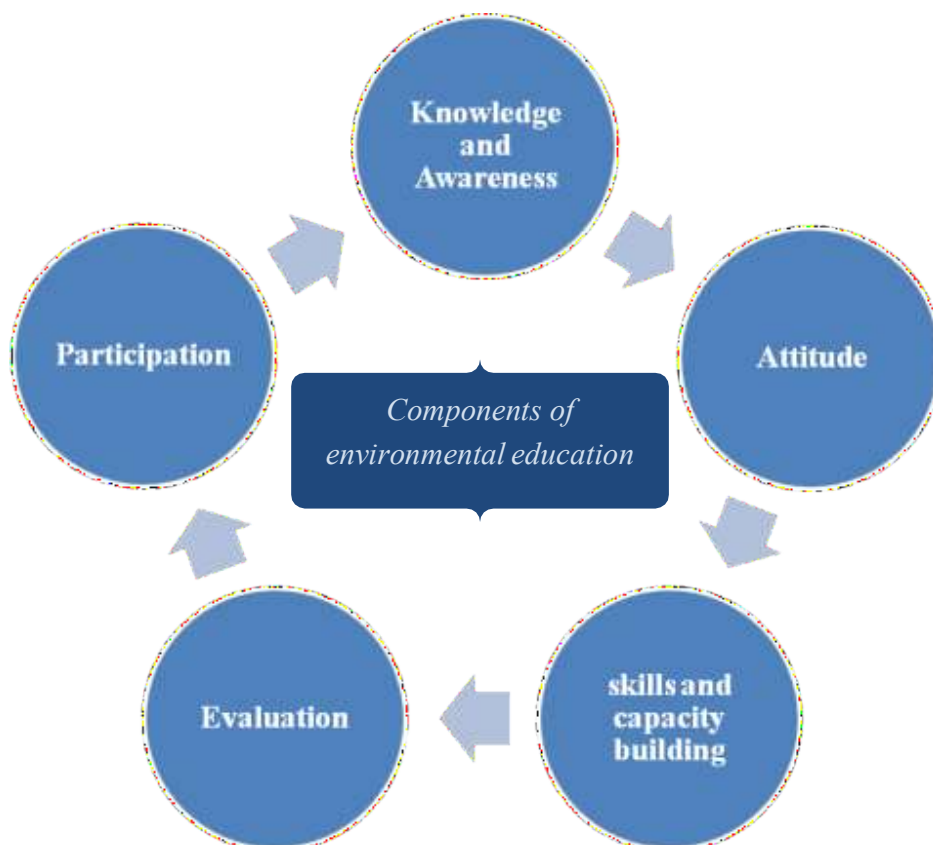 Knowledge
and
Awareness
Participation
Attitude
Components of
environmental education
Evaluation
skills and
capacity
building